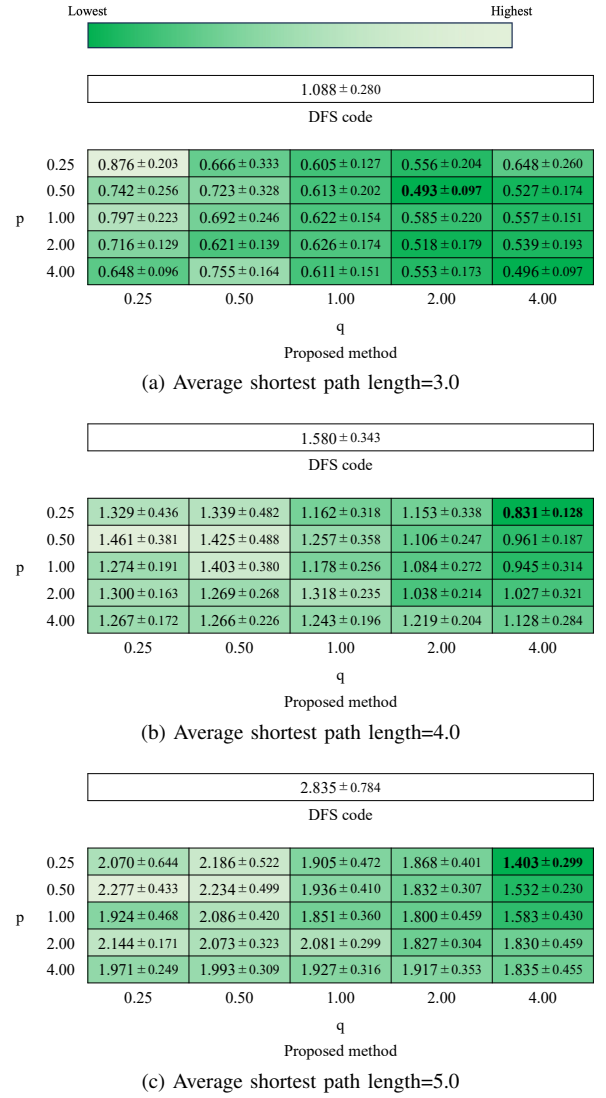 Lowest Highest
1.088 ± 0.280
DFS code
0.25 0.876 ± 0.203 0.666 ± 0.333 0.605 ± 0.127 0.556 ± 0.204 0.648 ± 0.260
0.50 0.742 ± 0.256 0.723 ± 0.328 0.613 ± 0.202 0.493 ± 0.097 0.527 ± 0.174
p 1.00 0.797 ± 0.223 0.692 ± 0.246 0.622 ± 0.154 0.585 ± 0.220 0.557 ± 0.151
2.00 0.716 ± 0.129 0.621 ± 0.139 0.626 ± 0.174 0.518 ± 0.179 0.539 ± 0.193
4.00 0.648 ± 0.096 0.755 ± 0.164 0.611 ± 0.151 0.553 ± 0.173 0.496 ± 0.097
0.25 0.50 1.00 2.00 4.00
q
Proposed method
(a) Average shortest path length=3.0
1.580 ± 0.343
DFS code
0.25 1.329 ± 0.436 1.339 ± 0.482 1.162 ± 0.318 1.153 ± 0.338 0.831 ± 0.128
0.50 1.461 ± 0.381 1.425 ± 0.488 1.257 ± 0.358 1.106 ± 0.247 0.961 ± 0.187
p 1.00 1.274 ± 0.191 1.403 ± 0.380 1.178 ± 0.256 1.084 ± 0.272 0.945 ± 0.314
2.00 1.300 ± 0.163 1.269 ± 0.268 1.318 ± 0.235 1.038 ± 0.214 1.027 ± 0.321
4.00 1.267 ± 0.172 1.266 ± 0.226 1.243 ± 0.196 1.219 ± 0.204 1.128 ± 0.284
0.25 0.50 1.00 2.00 4.00
q
Proposed method
(b) Average shortest path length=4.0
2.835 ± 0.784
DFS code
0.25 2.070 ± 0.644 2.186 ± 0.522 1.905 ± 0.472 1.868 ± 0.401 1.403 ± 0.299
0.50 2.277 ± 0.433 2.234 ± 0.499 1.936 ± 0.410 1.832 ± 0.307 1.532 ± 0.230
p 1.00 1.924 ± 0.468 2.086 ± 0.420 1.851 ± 0.360 1.800 ± 0.459 1.583 ± 0.430
2.00 2.144 ± 0.171 2.073 ± 0.323 2.081 ± 0.299 1.827 ± 0.304 1.830 ± 0.459
4.00 1.971 ± 0.249 1.993 ± 0.309 1.927 ± 0.316 1.917 ± 0.353 1.835 ± 0.455
0.25 0.50 1.00 2.00 4.00
q
Proposed method
(c) Average shortest path length=5.0